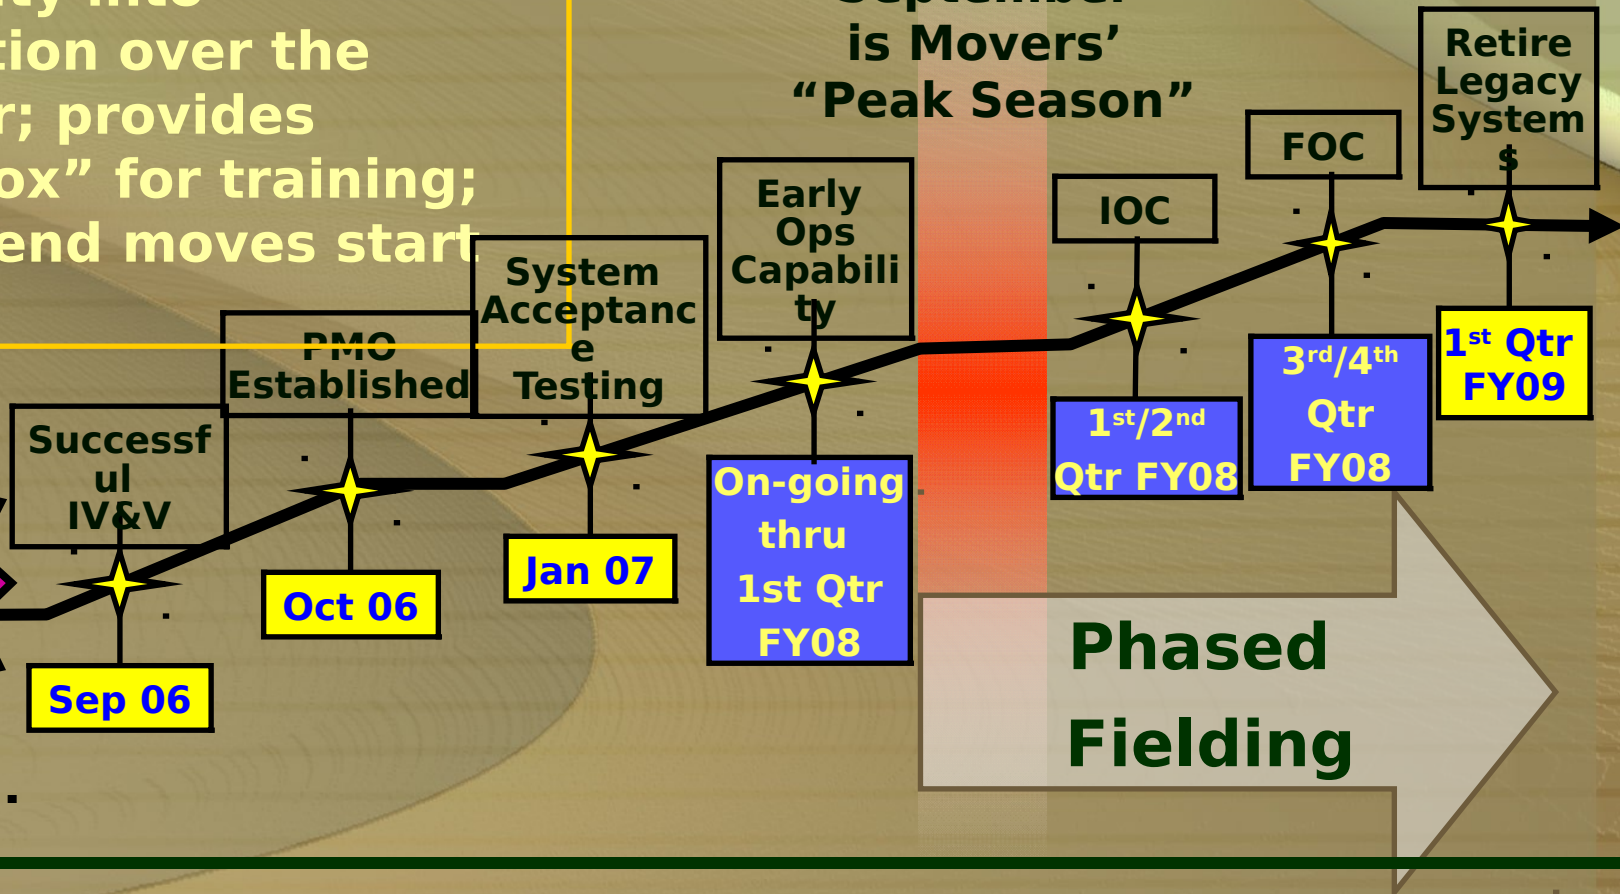 tion over the
r; provides
ox” for training;
end moves start
September
is Movers’
“Peak Season”
Retire
Legacy
System
s
FOC
IOC
Early
Ops
Capabili
ty
System
Acceptanc
e
Testing
PMO
Established
Successf
ul
IV&V
Sep 06
Oct 06
Jan 07
On-going
thru
1st Qtr
FY08
1st/2nd
Qtr FY08
3rd/4th
Qtr
FY08
1st Qtr
FY09
Phased
Fielding